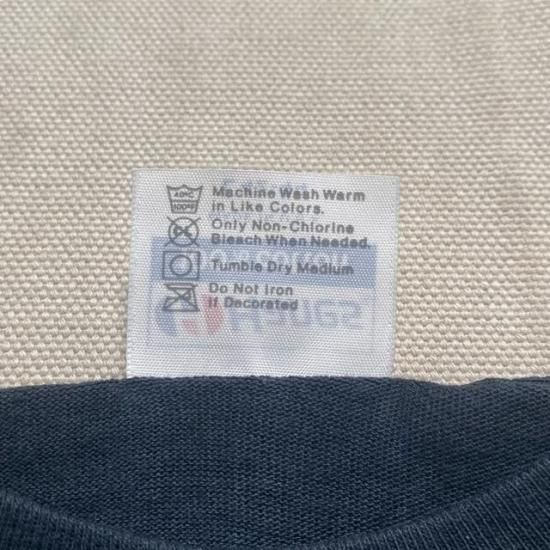 40°C Machine Wash Warm
in Like Colors.
Only Non-Chlorine
Bleach When Needed.
Tumble Dry Medium
Do Not Iron
If Decorated